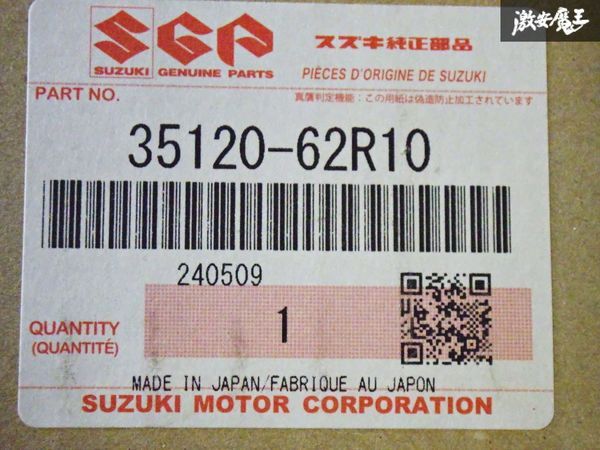 激安魔王
SGP
スズキ純正部品
SUZUKI GENUINE PARTS
PIÈCES D'ORIGINE DE SUZUKI
PART NO.
真贋判定機能：この用紙は偽造防止加工されています
35120-62R10
240509
QUANTITY
(QUANTITÉ)
1
MADE IN JAPAN/FABRIQUE AU JAPON
SUZUKI MOTOR CORPORATION